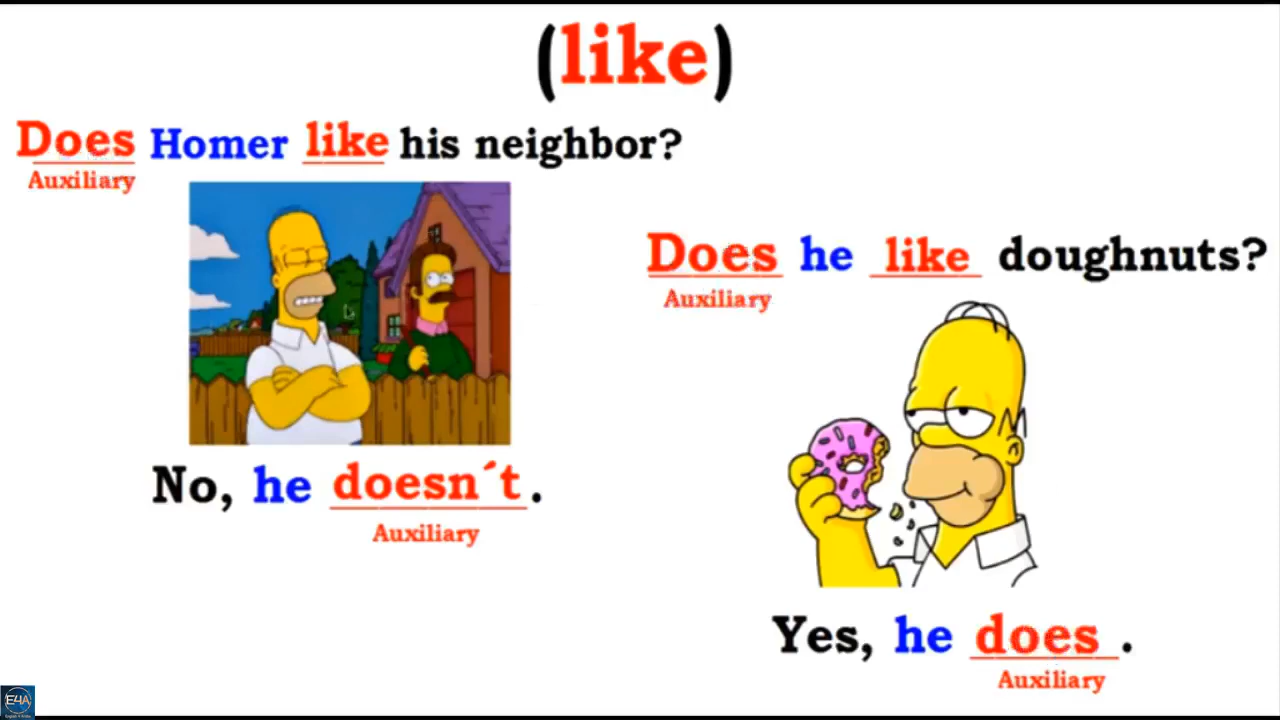 (like)
Does Homer like his neighbor?
Auxiliary
No, he doesn´t.
Auxiliary
Does he like doughnuts?
Auxiliary
Yes, he does.
Auxiliary
E4A